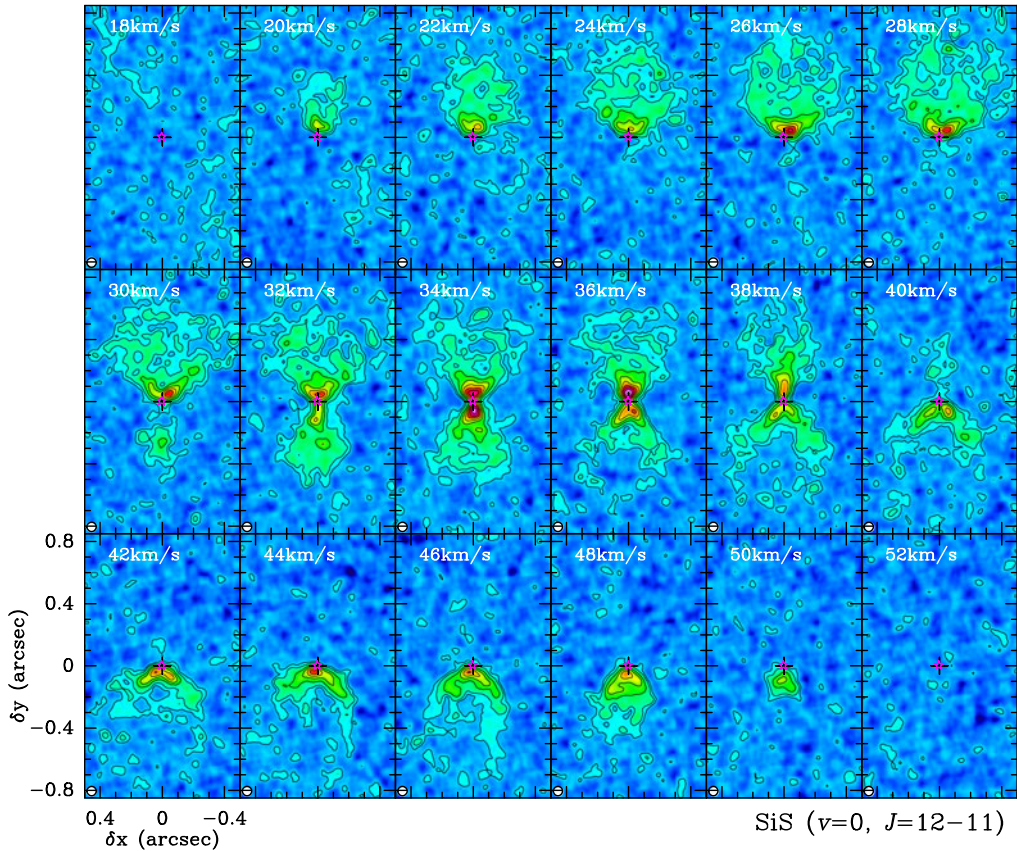 18km/s 20km/s 22km/s 24km/s 26km/s 28km/s
30km/s 32km/s 34km/s 36km/s 38km/s 40km/s
0.8
42km/s 44km/s 46km/s 48km/s 50km/s 52km/s
0.4
0
−0.4
−0.8
δy (arcsec)
0.4 0 −0.4
δx (arcsec)
SiS (v=0, J=12−11)